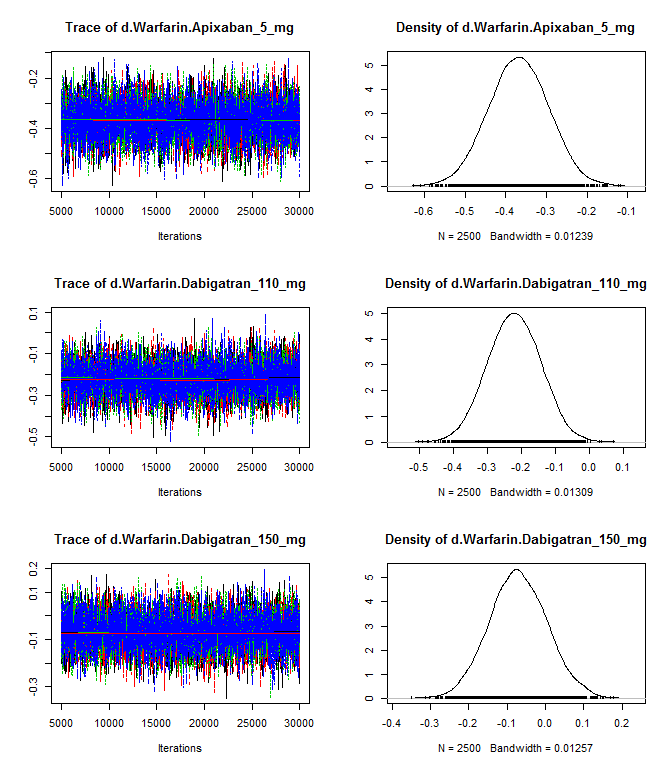 Trace of d.Warfarin.Apixaban_5_mg
-0.2
-0.4
-0.6
5000 10000 15000 20000 25000 30000
Iterations
Density of d.Warfarin.Apixaban_5_mg
5
4
3
2
1
0
-0.6 -0.5 -0.4 -0.3 -0.2 -0.1
N = 2500 Bandwidth = 0.01239
Trace of d.Warfarin.Dabigatran_110_mg
0.1
-0.1
-0.3
-0.5
5000 10000 15000 20000 25000 30000
Iterations
Density of d.Warfarin.Dabigatran_110_mg
5
4
3
2
1
0
-0.5 -0.4 -0.3 -0.2 -0.1 0.0 0.1
N = 2500 Bandwidth = 0.01309
Trace of d.Warfarin.Dabigatran_150_mg
0.2
0.1
-0.1
-0.3
5000 10000 15000 20000 25000 30000
Iterations
Density of d.Warfarin.Dabigatran_150_mg
5
4
3
2
1
0
-0.4 -0.3 -0.2 -0.1 0.0 0.1 0.2
N = 2500 Bandwidth = 0.01257